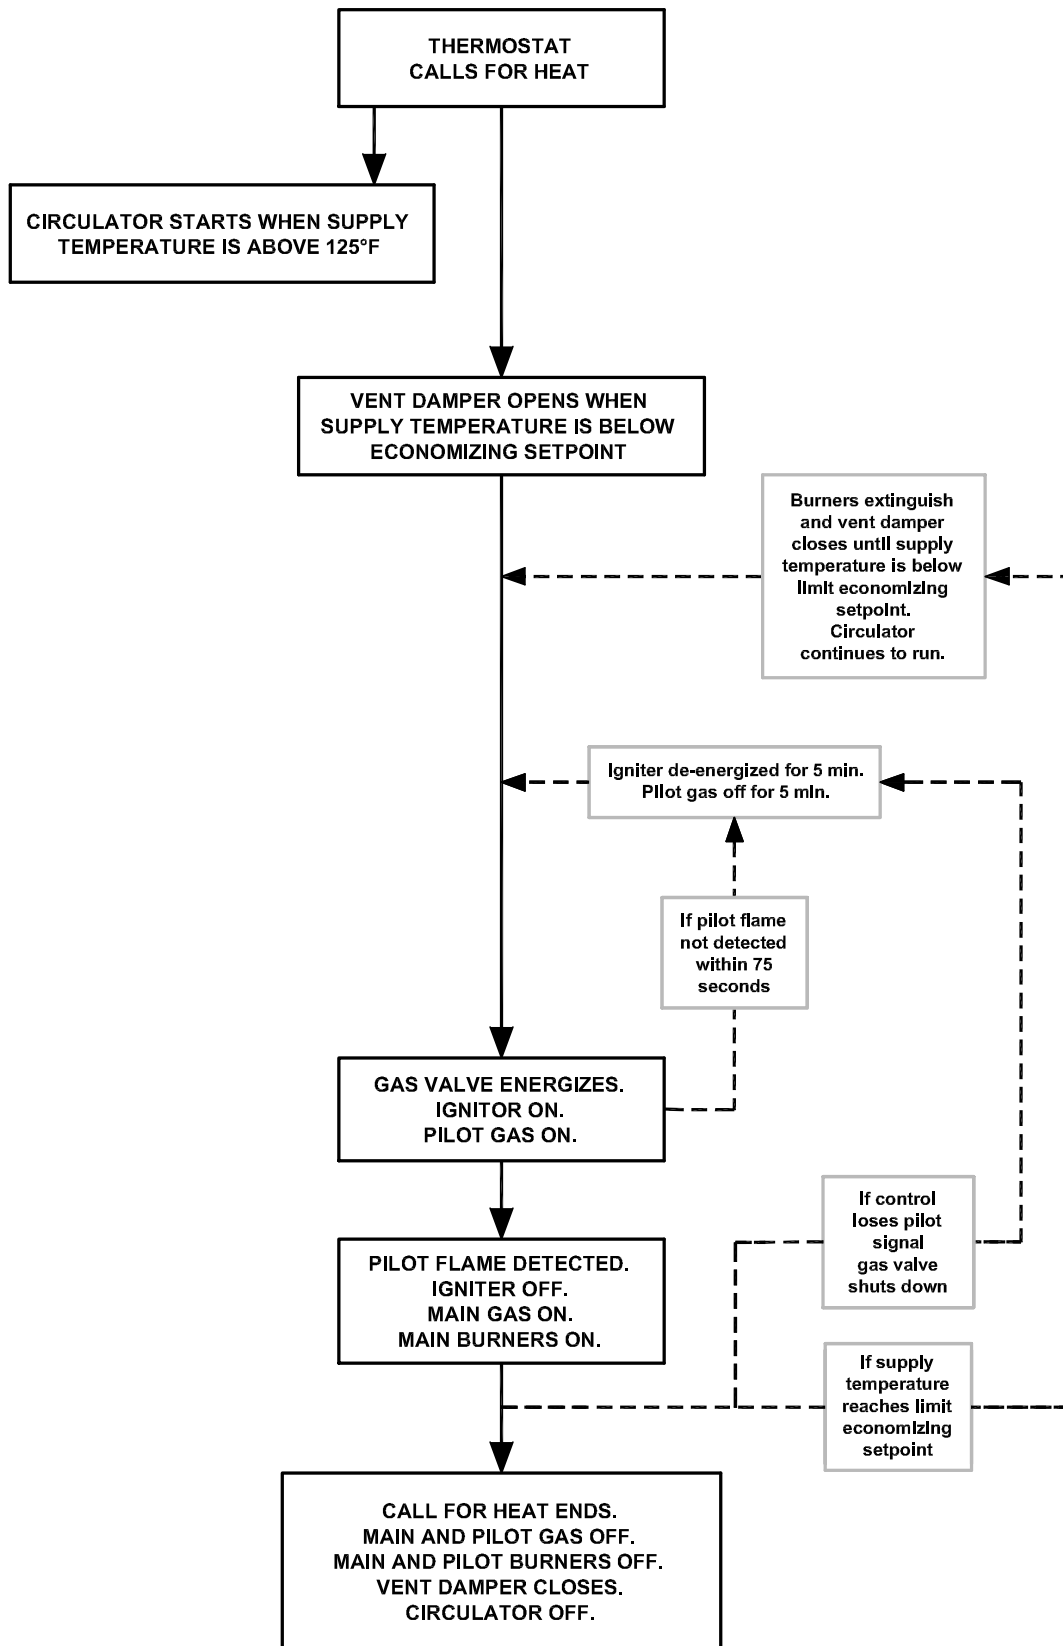 THERMOSTAT
CALLS FOR HEAT
CIRCULATOR STARTS WHEN SUPPLY
TEMPERATURE IS ABOVE 125°F
VENT DAMPER OPENS WHEN
SUPPLY TEMPERATURE IS BELOW
ECONOMIZING SETPOINT
Burners extinguish
and vent damper
closes until supply
temperature is below
limit economizing
setpoint.
Circulator
continues to run.
Igniter de-energized for 5 min.
Pilot gas off for 5 min.
If pilot flame
not detected
within 75
seconds
GAS VALVE ENERGIZES.
IGNITOR ON.
PILOT GAS ON.
If control
loses pilot
signal
gas valve
shuts down
PILOT FLAME DETECTED.
IGNITER OFF.
MAIN GAS ON.
MAIN BURNERS ON.
If supply
temperature
reaches limit
economizing
setpoint
CALL FOR HEAT ENDS.
MAIN AND PILOT GAS OFF.
MAIN AND PILOT BURNERS OFF.
VENT DAMPER CLOSES.
CIRCULATOR OFF.